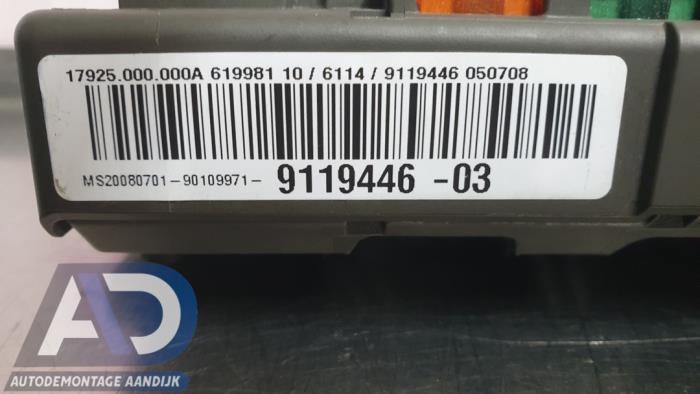 17925.000.000A 619981 10 / 6114 / 9119446 050708
MS20080701-90109971- 9119446 -03
AD
AUTODEMONTAGE AANDIJK